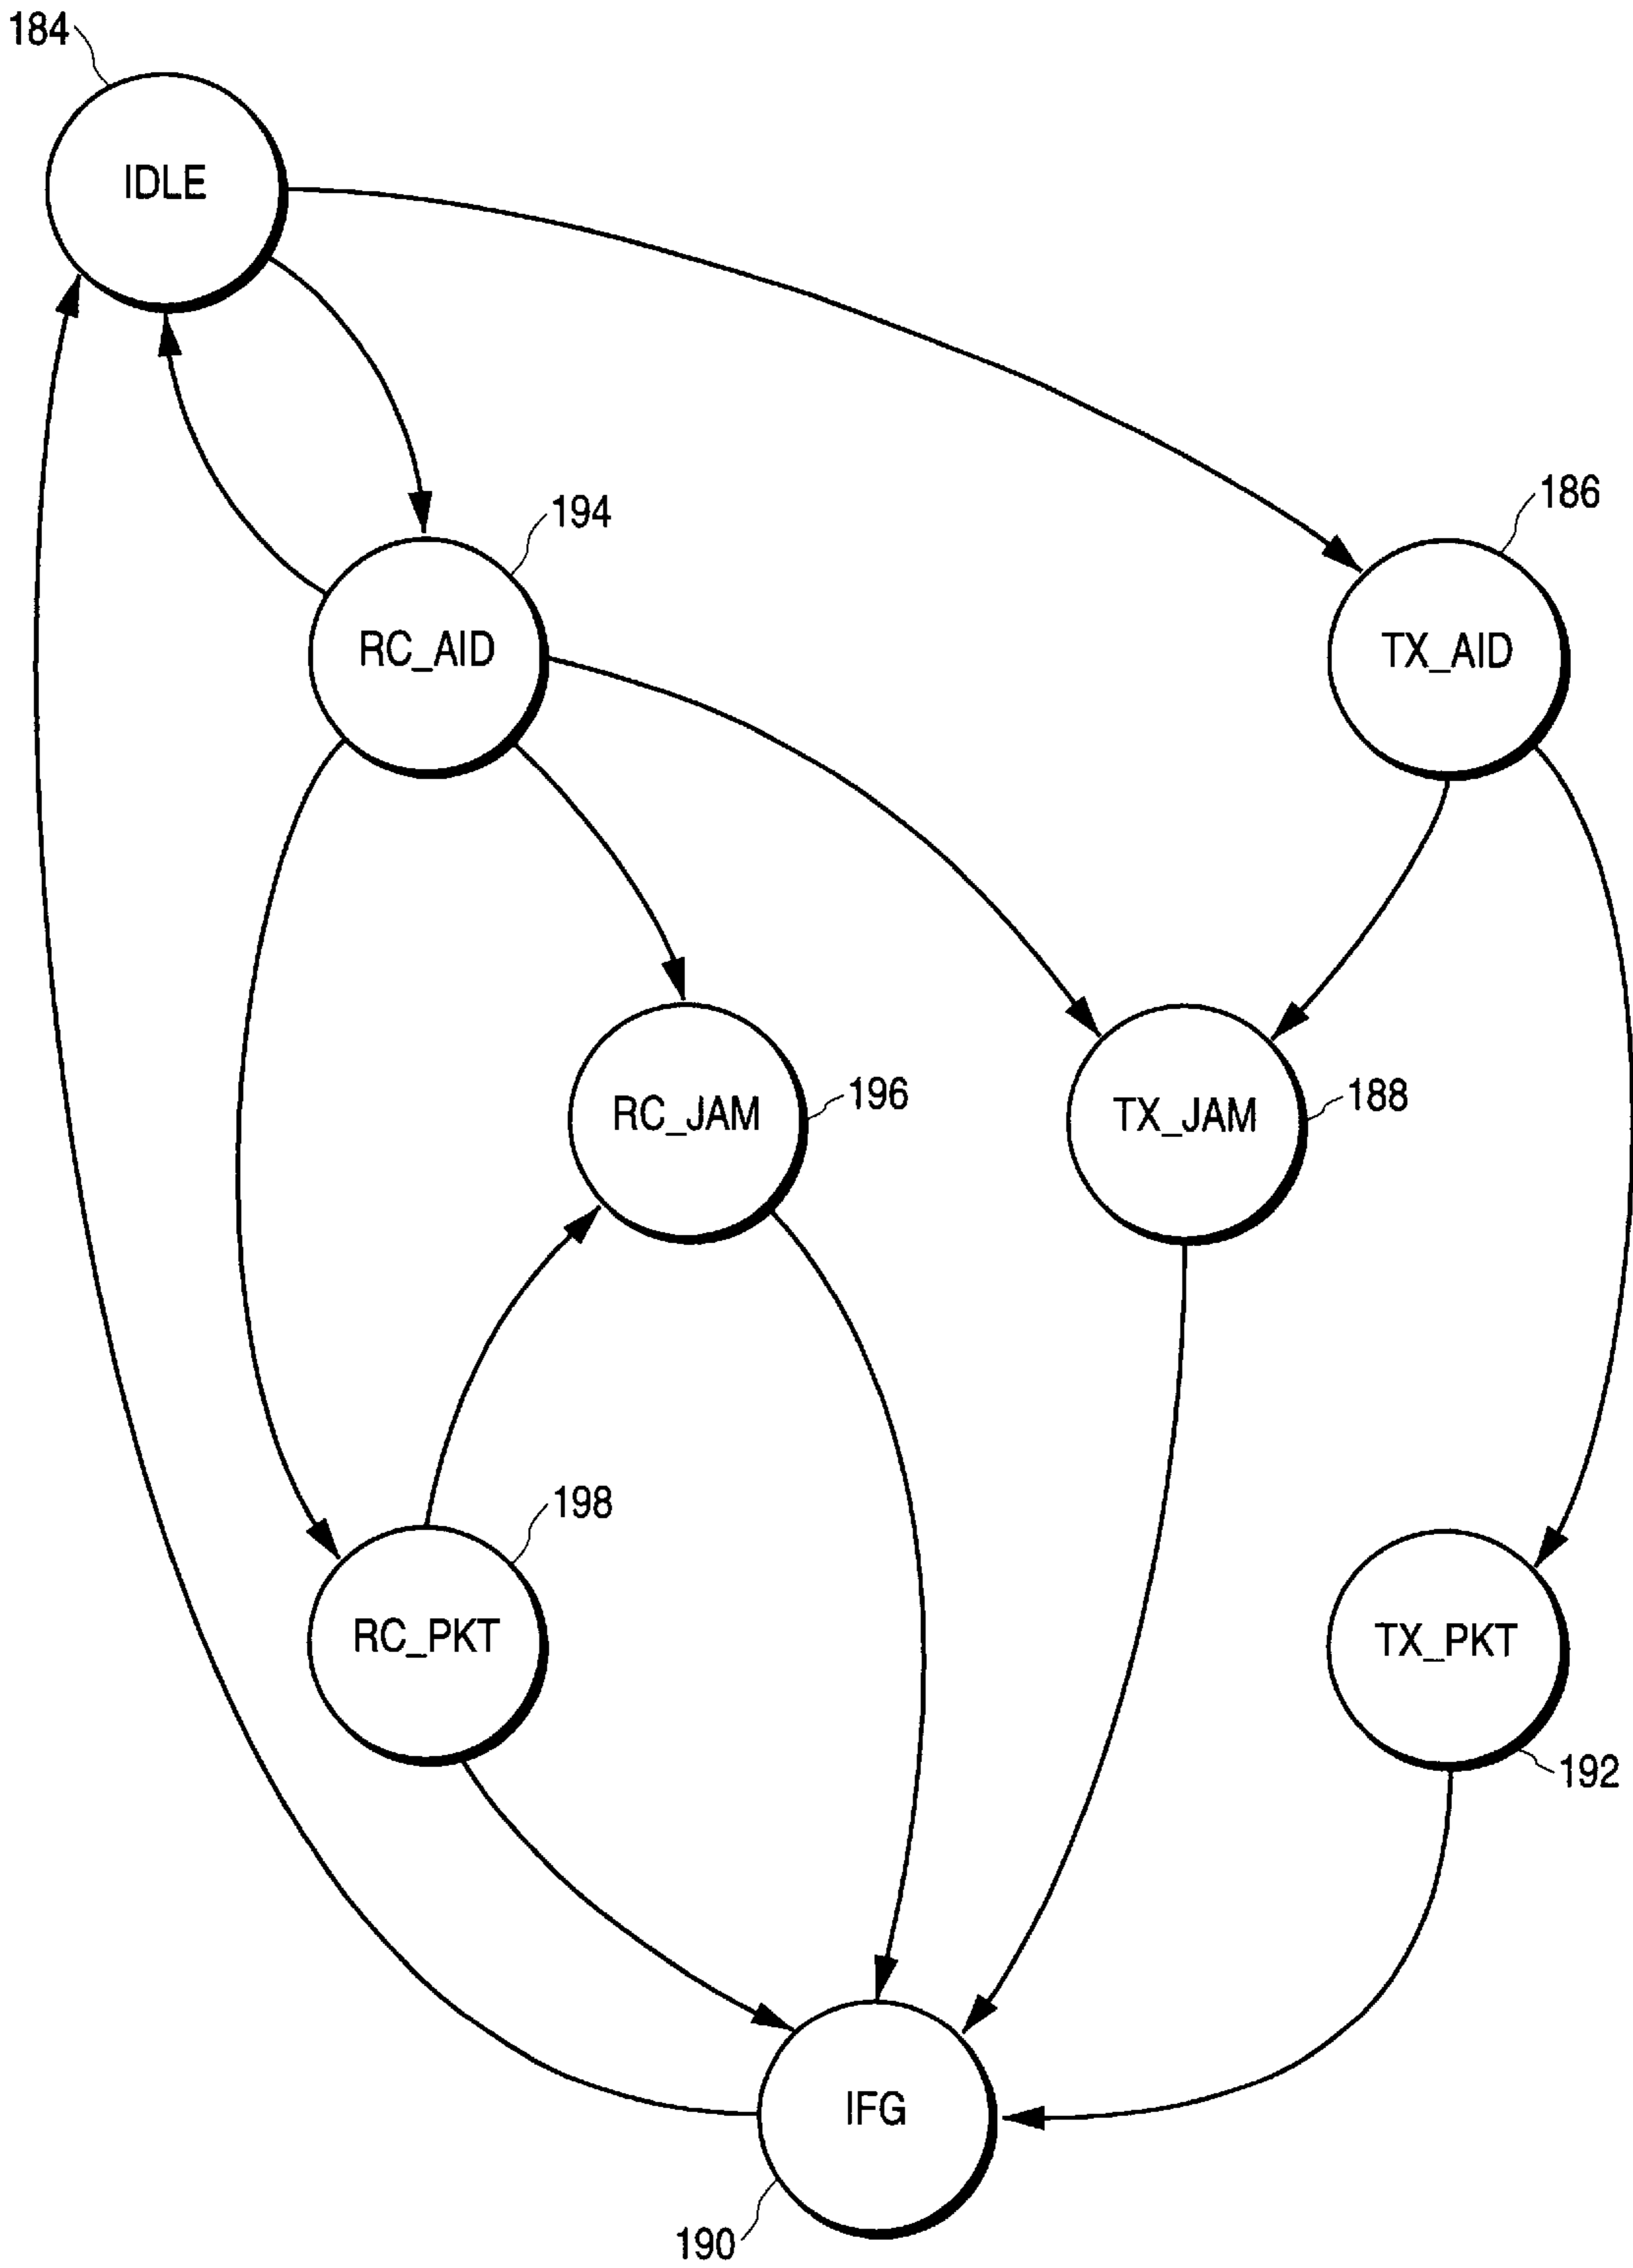 184
IDLE
194
186
RC_AID
TX_AID
RC_JAM
196
TX_JAM
188
198
RC_PKT
TX_PKT
192
IFG
190